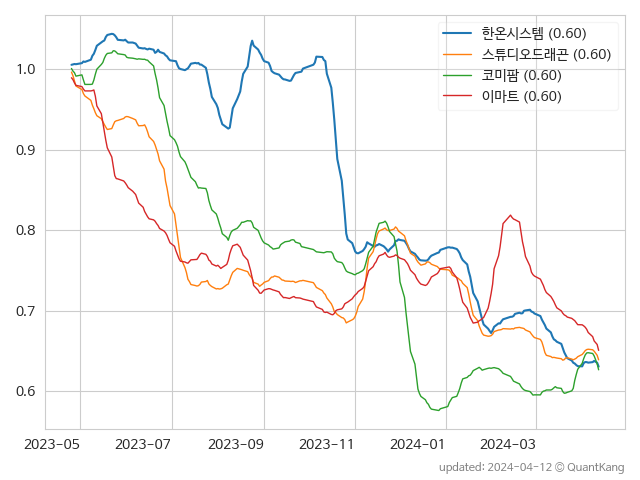 한온시스템 (0.60)
스튜디오드래곤 (0.60)
코미팜 (0.60)
이마트 (0.60)
1.0
0.9
0.8
0.7
0.6
2023-05 2023-07 2023-09 2023-11 2024-01 2024-03
updated: 2024-04-12 © QuantKang